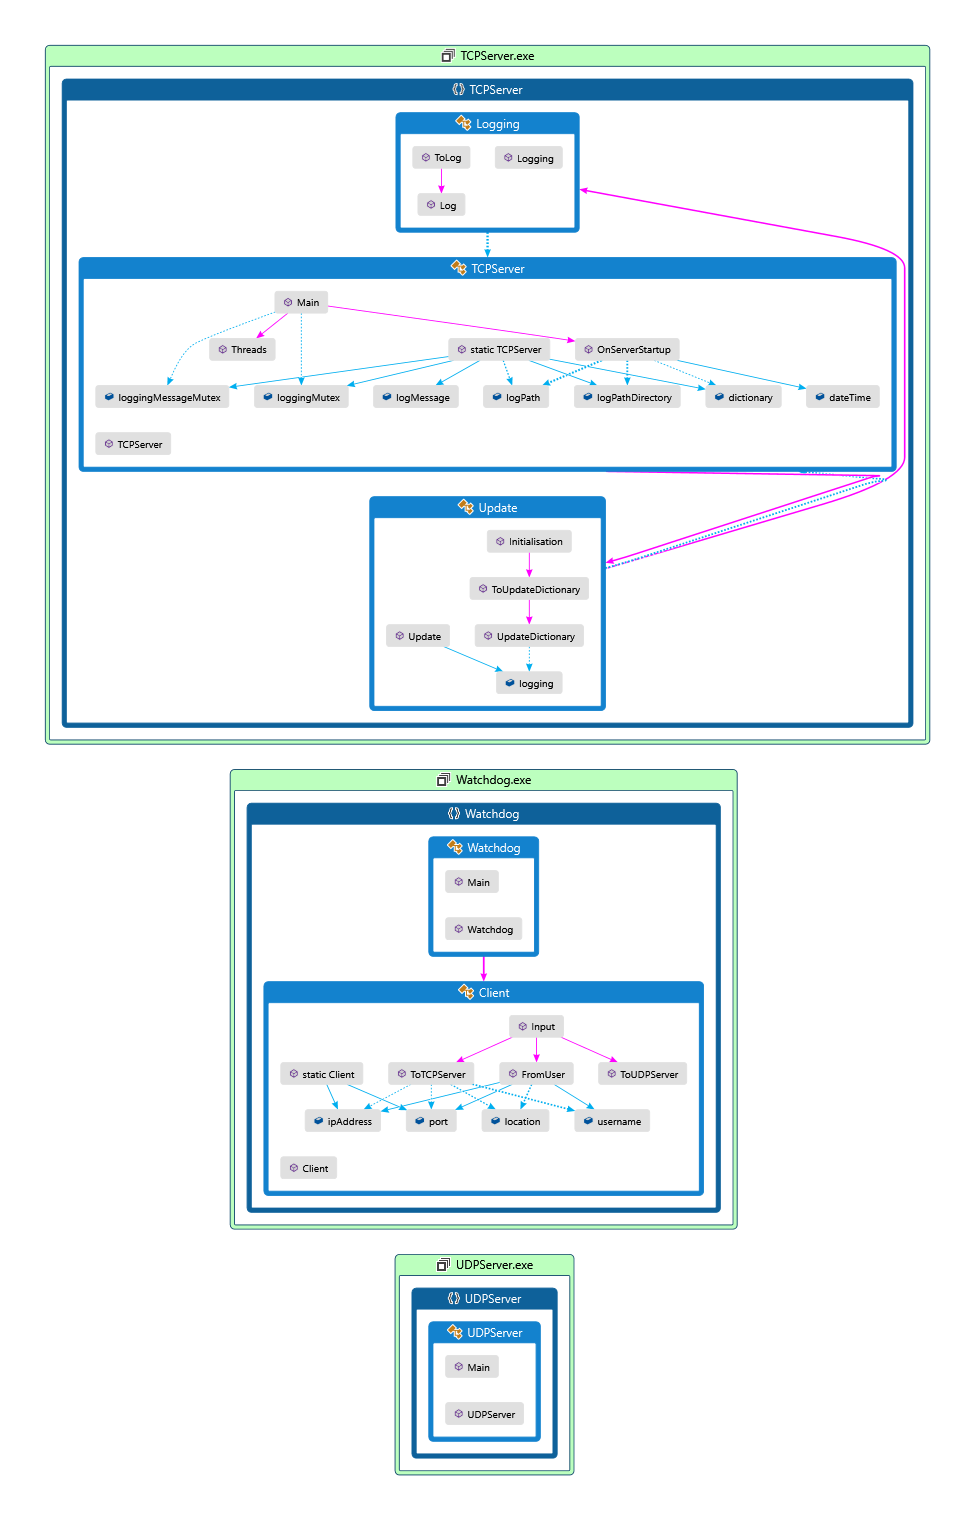 TCPServer.exe
TCPServer
Logging
ToLog
Logging
Log
TCPServer
Main
Threads
static TCPServer
OnServerStartup
loggingMessageMutex
loggingMutex
logMessage
logPath
logPathDirectory
dictionary
dateTime
TCPServer
Update
Initialisation
ToUpdateDictionary
Update
UpdateDictionary
logging
Watchdog.exe
Watchdog
Watchdog
Main
Watchdog
Client
Input
static Client
ToTCPServer
FromUser
ToUDPServer
ipAddress
port
location
username
Client
UDPServer.exe
UDPServer
UDPServer
Main
UDPServer